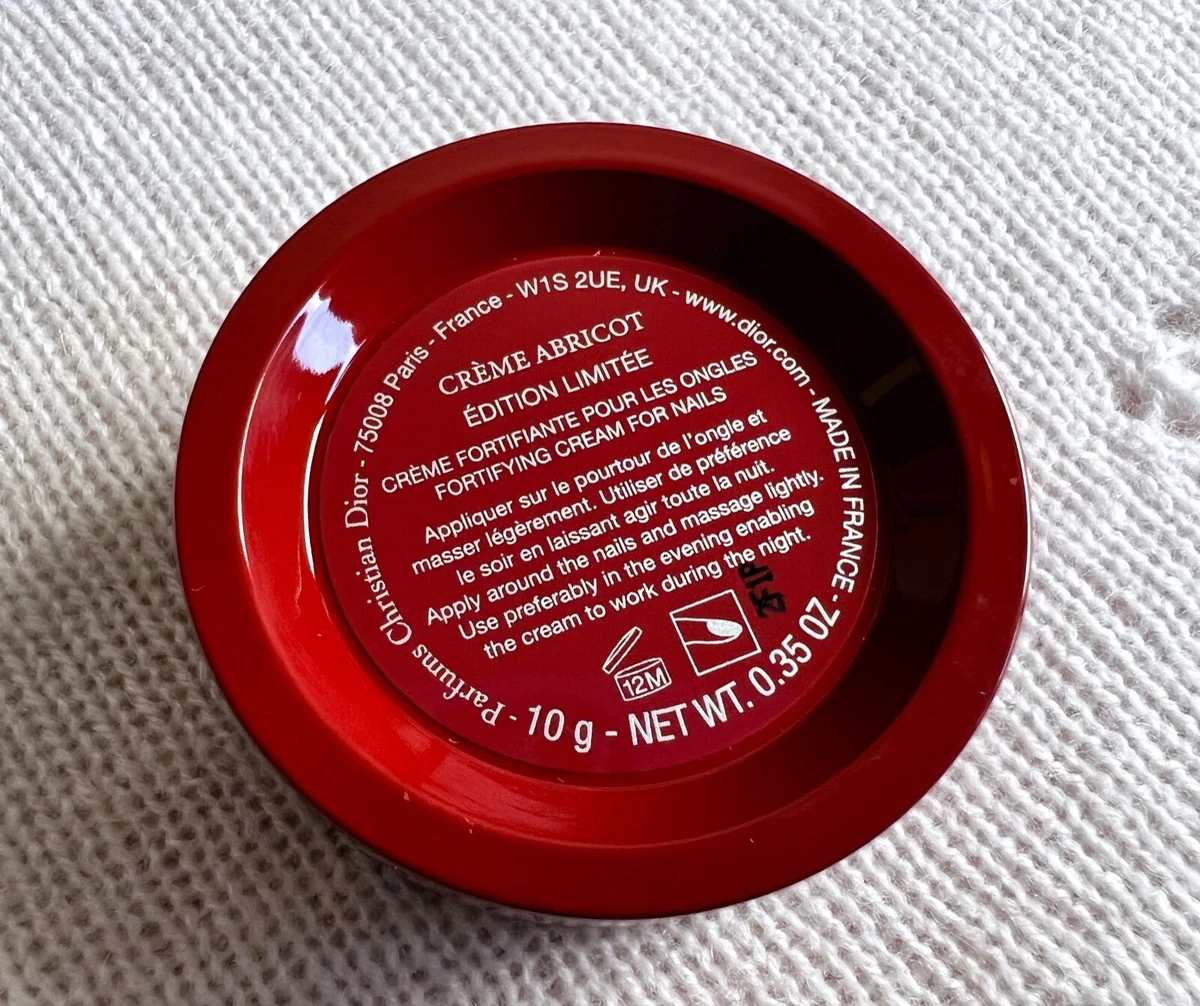 Parfums Christian Dior - 75008 Paris - France - W1S 2UE, UK - www.dior.com - MADE IN FRANCE -
CRÈME ABRICOT
ÉDITION LIMITÉE
CRÈME FORTIFIANTE POUR LES ONGLES
FORTIFYING CREAM FOR NAILS
Appliquer sur le pourtour de l'ongle et
masser légèrement. Utiliser de préférence
le soir en laissant agir toute la nuit.
Apply around the nails and massage lightly.
Use preferably in the evening enabling
the cream to work during the night.
12M
10 g - NET WT. 0.35 OZ